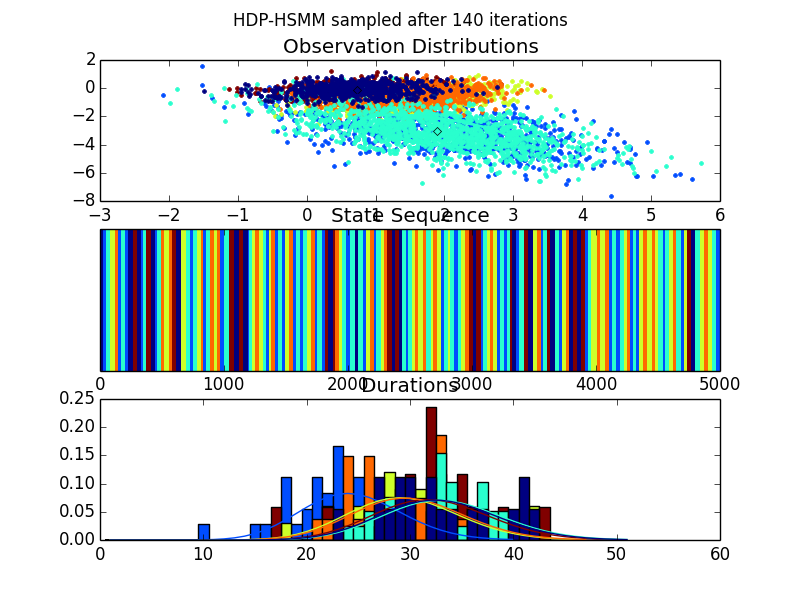 HDP-HSMM sampled after 140 iterations
Observation Distributions
2
0
−2
−4
−6
−8
−3 −2 −1 0 1 2 3 4 5 6
State Sequence
0 1000 2000 3000 4000 5000
Durations
0.25
0.20
0.15
0.10
0.05
0.00
0 10 20 30 40 50 60